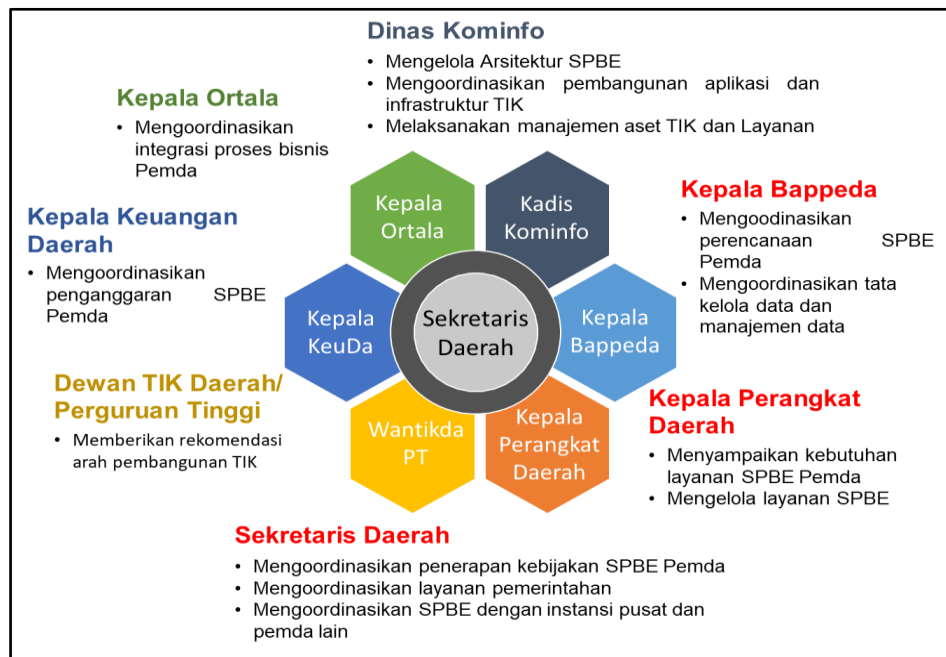 Dinas Kominfo
• Mengelola Arsitektur SPBE
• Mengoordinasikan pembangunan aplikasi dan
infrastruktur TIK
• Melaksanakan manajemen aset TIK dan Layanan
Kepala Ortala
• Mengoordinasikan
integrasi proses bisnis
Pemda
Kepala Bappeda
• Mengoodinasikan
perencanaan SPBE
Pemda
• Mengoordinasikan tata
kelola data dan
manajemen data
Kepala Keuangan
Daerah
• Mengoordinasikan
penganggaran SPBE
Pemda
Kepala
Ortala
Kadis
Kominfo
Kepala
KeuDa
Sekretaris
Daerah
Kepala
Bappeda
Wantikda
PT
Kepala
Perangkat
Daerah
Dewan TIK Daerah/
Perguruan Tinggi
• Memberikan rekomendasi
arah pembangunan TIK
Kepala Perangkat
Daerah
• Menyampaikan kebutuhan
layanan SPBE Pemda
• Mengelola layanan SPBE
Sekretaris Daerah
• Mengoordinasikan penerapan kebijakan SPBE Pemda
• Mengoordinasikan layanan pemerintahan
• Mengoordinasikan SPBE dengan instansi pusat dan
pemda lain